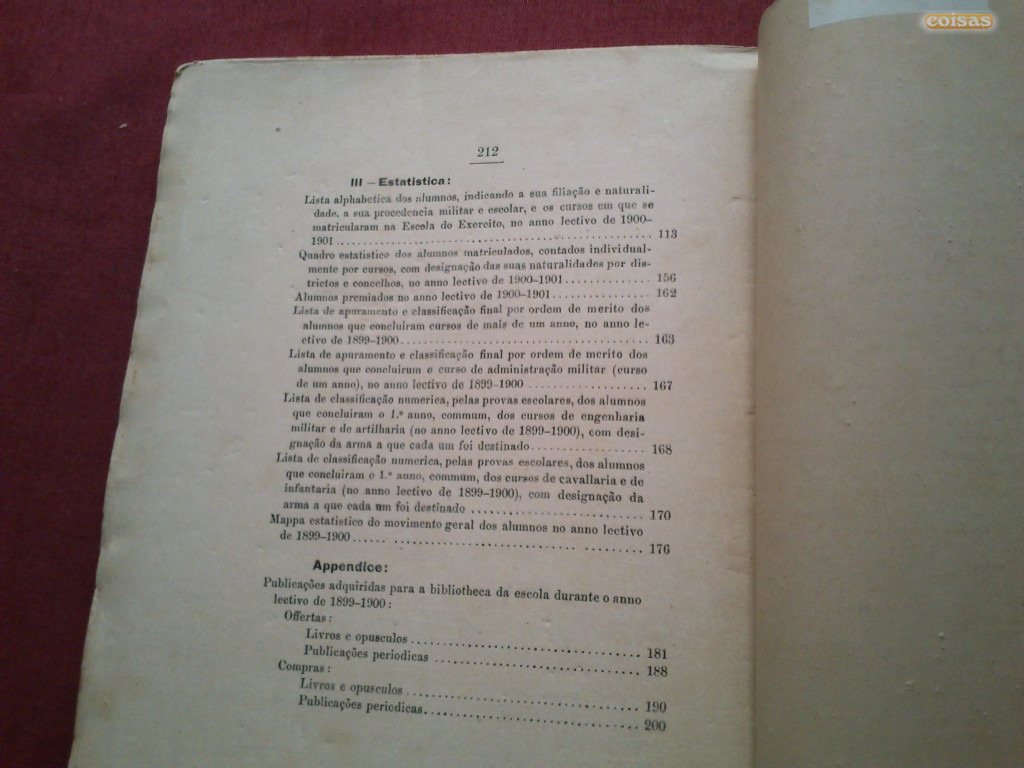 coisas
212
III — Estatistica:
Lista alphabetica dos alumnos, indicando a sua filiação e naturali-
dade, a sua procedencia militar e escolar, e os cursos em que se
matricularam na Escola do Exercito, no anno lectivo de 1900-
1901 ........ 113
Quadro estatistico dos alumnos matriculados, contados individual-
mente por cursos, com designação das suas naturalidades por dis-
trictos e concelhos, no anno lectivo de 1900-1901 ........ 156
Alumnos premiados no anno lectivo de 1900-1901 ........ 162
Lista de apuramento e classificação final por ordem de merito dos
alumnos que concluiram cursos de mais de um anno, no anno le-
ctivo de 1899-1900 ........ 163
Lista de apuramento e classificação final por ordem de merito dos
alumnos que concluirum o curso de administração militar (curso
de um anno), no anno lectivo de 1899-1900 ........ 167
Lista de classificação numerica, pelas provas escolares, dos alumnos
que concluiram o 1.º anno, commum, dos cursos de engenharia
militar e de artilharia (no anno lectivo de 1899-1900), com desi-
gnação da arma a que cada um foi destinado ........ 168
Lista de classificação numerica, pelas provas escolares, dos alumnos
que concluiram o 1.º anno, commum, dos cursos de cavallaria e de
infantaria (no anno lectivo de 1899-1900), com designação da
arma a que cada um foi destinado ........ 170
Mappa estatistico do movimento geral dos alumnos no anno lectivo
de 1899-1900 ........ 176
Appendice:
Publicações adquiridas para a bibliotheca da escola durante o anno
lectivo de 1899-1900:
Offertas:
Livros e opusculos ........ 181
Publicações periodicas ........ 188
Compras:
Livros e opusculos ........ 190
Publicações periodicas ........ 200